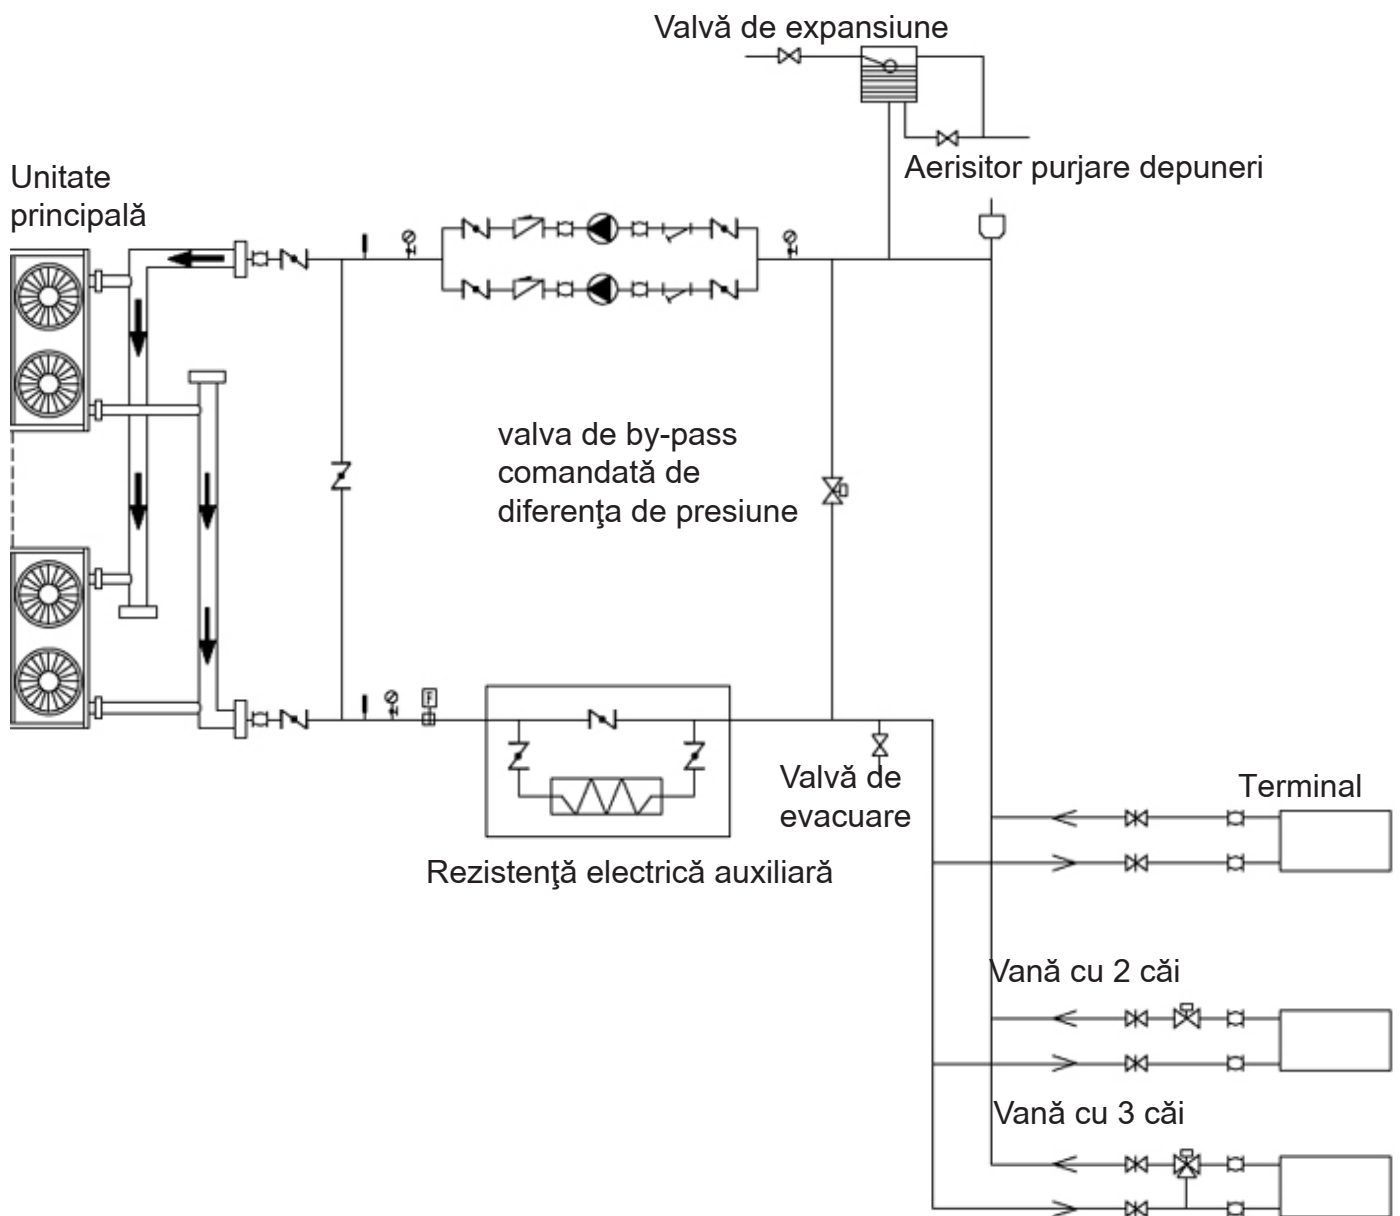 Valvă de expansiune
Aerisitor purjare depuneri
Unitate
principală
valva de by-pass
comandată de
diferenţa de presiune
F
Valvă de
evacuare
Terminal
Rezistenţă electrică auxiliară
Vană cu 2 căi
Vană cu 3 căi